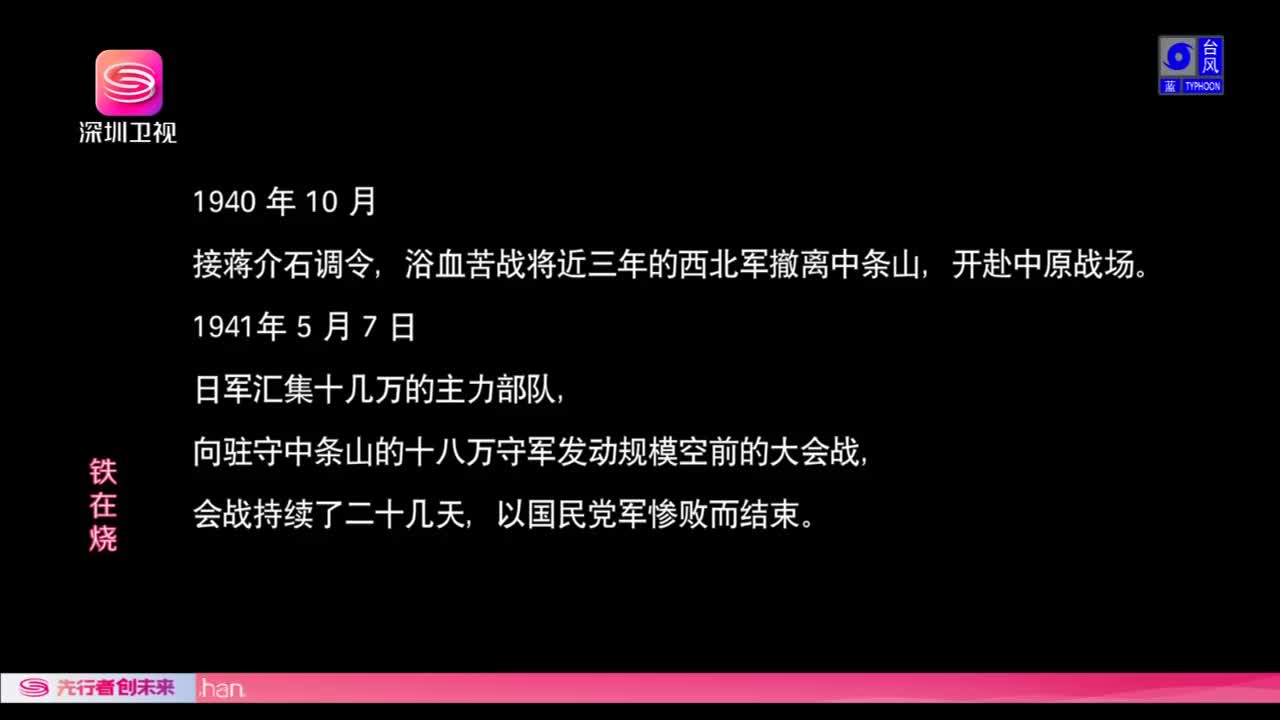 深圳卫视
台风
蓝 TYPHOON
1940 年 10 月
接蒋介石调令，浴血苦战将近三年的西北军撤离中条山，开赴中原战场。
1941年 5 月 7 日
日军汇集十几万的主力部队，
向驻守中条山的十八万守军发动规模空前的大会战，
会战持续了二十几天，以国民党军惨败而结束。
铁在烧
先行者创未来
han